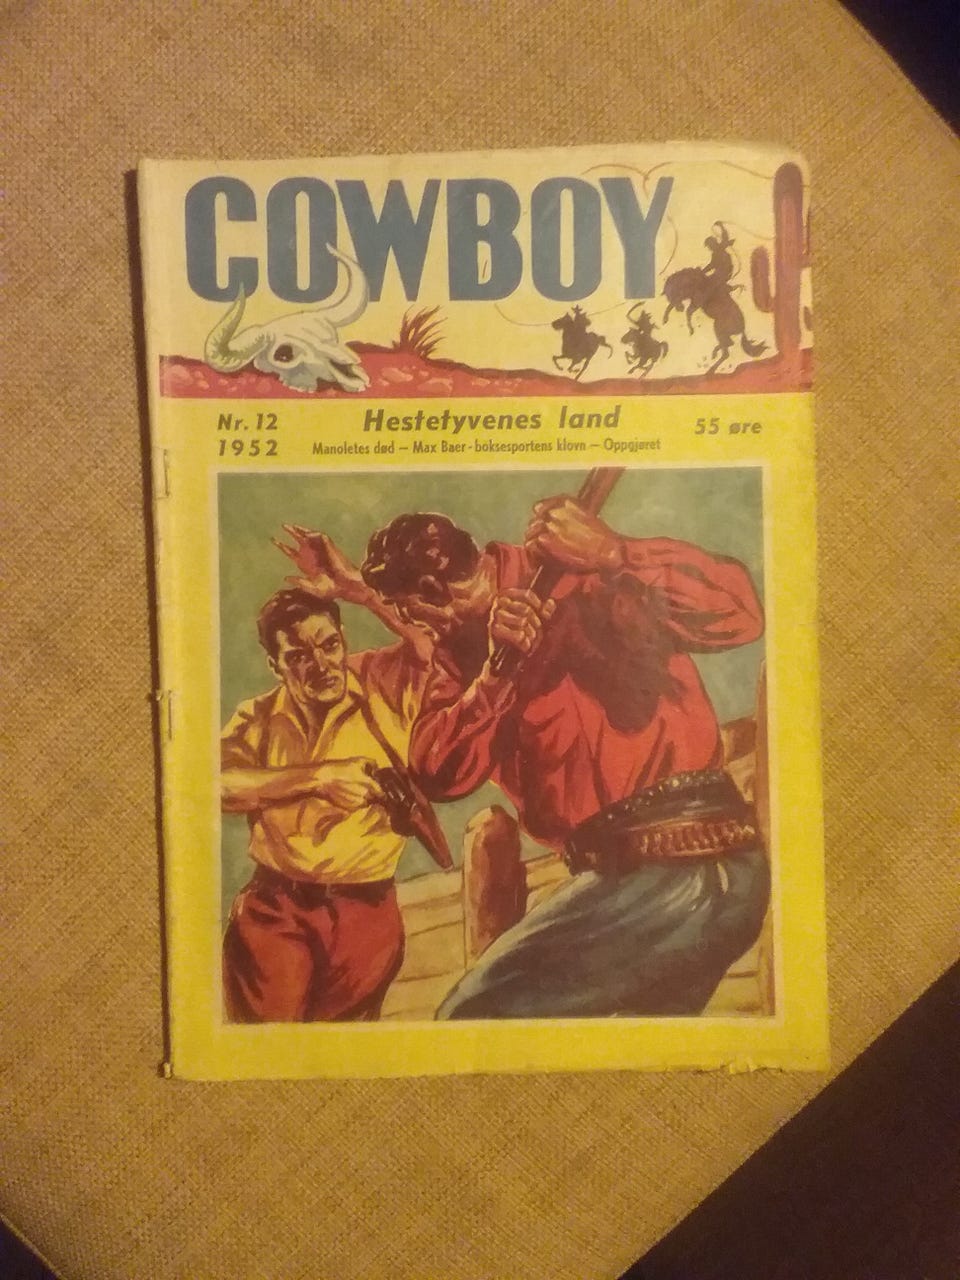 COWBOY
Nr. 12
1952
Hestetyvenes land
Manoletes død — Max Baer - boksesportens klovn — Oppgjøret
55 øre